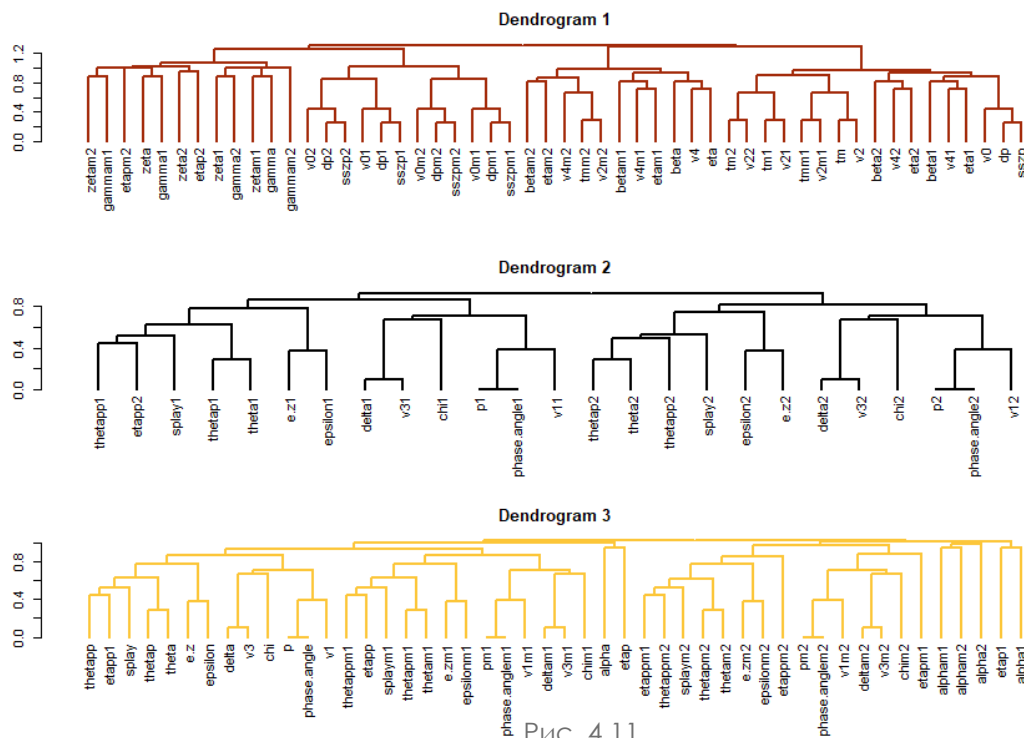 Dendrogram 1
1.2
0.8
0.4
0.0
zetam2 gammam1 etapm2 zeta gamma1 zeta2 etap2 zeta1 gamma2 zetam1 gamma gammam2 v02 dp2 sszp2 v01 dp1 sszp1 v0m2 dpm2 sszpm2 v0m1 dpm1 sszpm1 betam2 etam2 v4m2 tmm2 v2m2 betam1 v4m1 etam1 beta v4 eta tm2 v22 tm1 v21 tmm1 v2m1 tm v2 beta2 v42 eta2 beta1 v41 eta1 v0 dp sszp
Dendrogram 2
0.8
0.4
0.0
thetapp1 etapp2 splay1 thetap1 theta1 e.z1 epsilon1 delta1 v31 chi1 p1 phase.angle1 v11 thetap2 theta2 thetapp2 splay2 epsilon2 e.z2 delta2 v32 chi2 p2 phase.angle2 v12
Dendrogram 3
0.8
0.4
0.0
thetapp etapp1 splay thetap theta e.z epsilon delta v3 chi p phase.angle v1 thetappm1 etapp splaym1 thetapm1 thetam1 e.zm1 epsilonm1 pm1 phase.anglem1 v1m1 deltam1 v3m1 chim1 alpha etap etappm1 thetappm2 splaym2 thetapm2 thetam2 e.zm2 epsilonm2 etappm2 pm2 phase.anglem2 v1m2 deltam2 v3m2 chim2 etapm1 alpham1 alpham2 alpha2 etap1 alpha1
Рис. 4.11